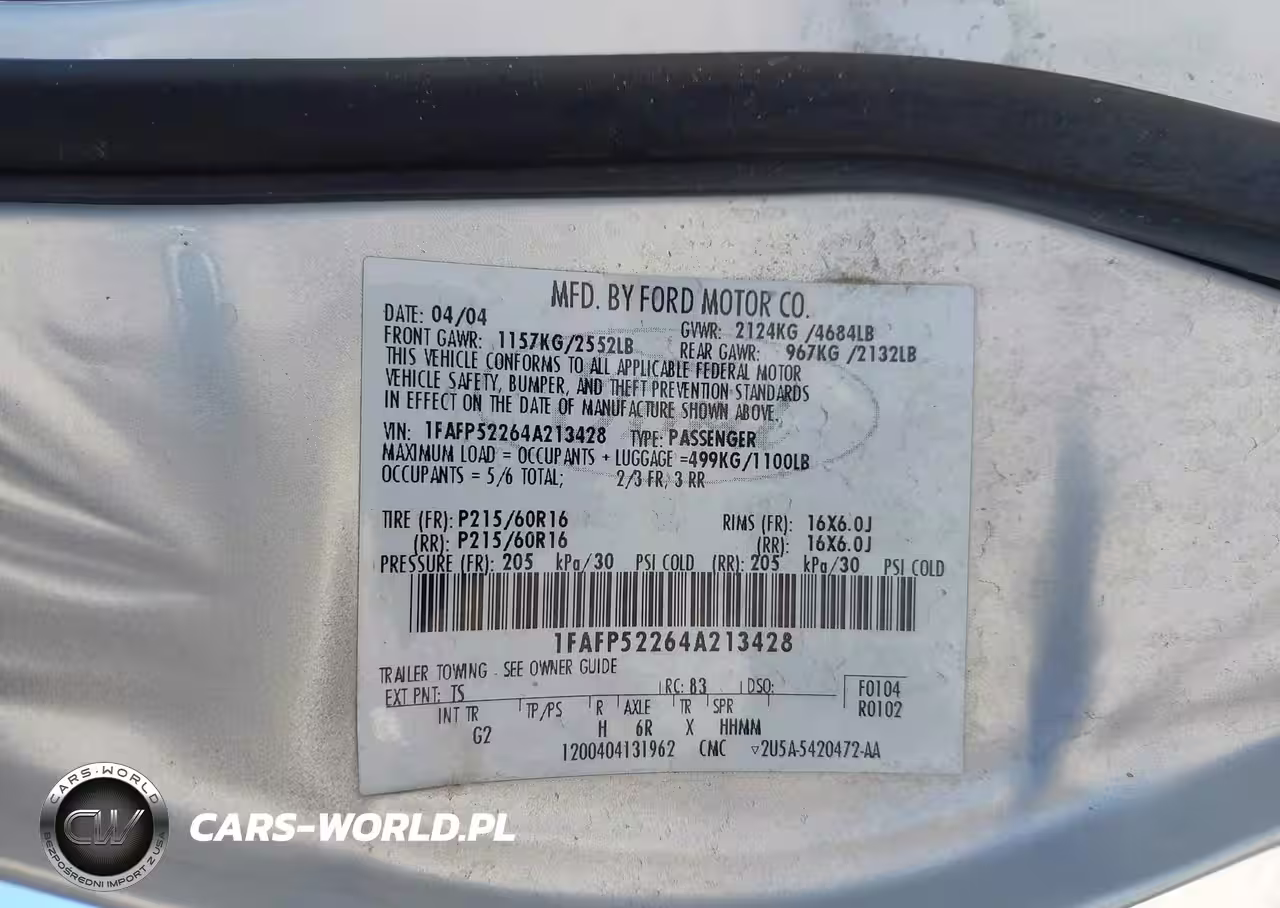 MFD. BY FORD MOTOR CO.
DATE: 04/04 GVWR: 2124KG /4684LB
FRONT GAWR: 1157KG/2552LB REAR GAWR: 967KG /2132LB
THIS VEHICLE CONFORMS TO ALL APPLICABLE FEDERAL MOTOR
VEHICLE SAFETY, BUMPER, AND THEFT PREVENTION STANDARDS
IN EFFECT ON THE DATE OF MANUFACTURE SHOWN ABOVE.
VIN: 1FAFP52264A213428 TYPE: PASSENGER
MAXIMUM LOAD = OCCUPANTS + LUGGAGE =499KG/1100LB
OCCUPANTS = 5/6 TOTAL; 2/3 FR, 3 RR
TIRE (FR): P215/60R16 RIMS (FR): 16X6.0J
(RR): P215/60R16 (RR): 16X6.0J
PRESSURE (FR): 205 kPa/30 PSI COLD (RR): 205 kPa/30 PSI COLD
1FAFP52264A213428
TRAILER TOWING - SEE OWNER GUIDE
EXT PNT: TS RC: 83 DSO: F0104
INT TR TP/PS R AXLE TR SPR R0102
G2 H 6R X HHMM
1200404131962 CMC ▽2U5A-5420472-AA
CARS-WORLD
CW
BEZPOŚREDNI IMPORT Z USA
CARS-WORLD.PL